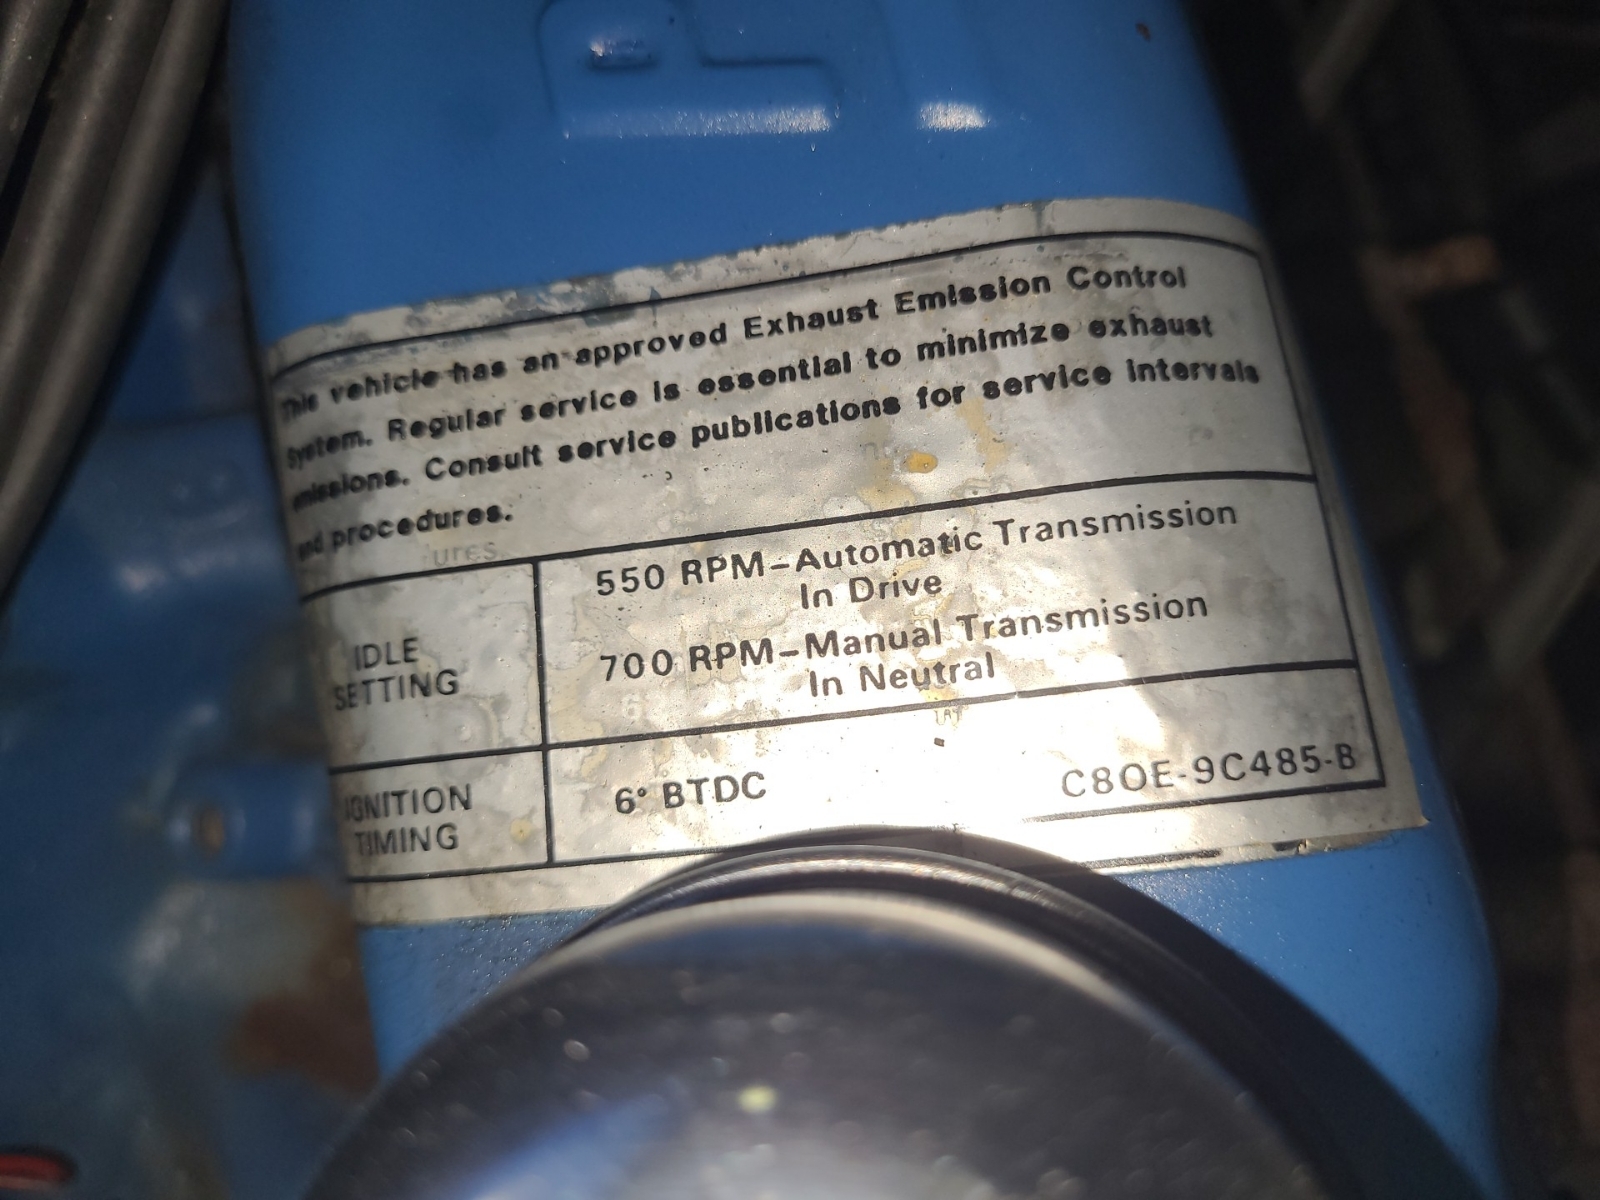 This vehicle has an approved Exhaust Emission Control
System. Regular service is essential to minimize exhaust
emissions. Consult service publications for service intervals
and procedures.
ures
IDLE
SETTING
550 RPM-Automatic Transmission
In Drive
700 RPM-Manual Transmission
In Neutral
IGNITION
TIMING
6° BTDC
C8OE-9C485-B